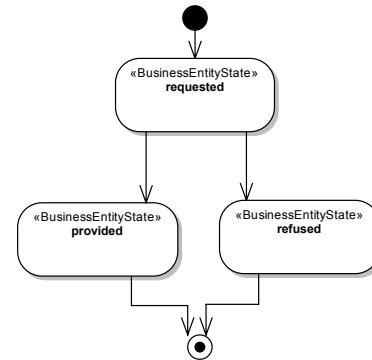 «BusinessEntityState»
requested
«BusinessEntityState»
provided
«BusinessEntityState»
refused